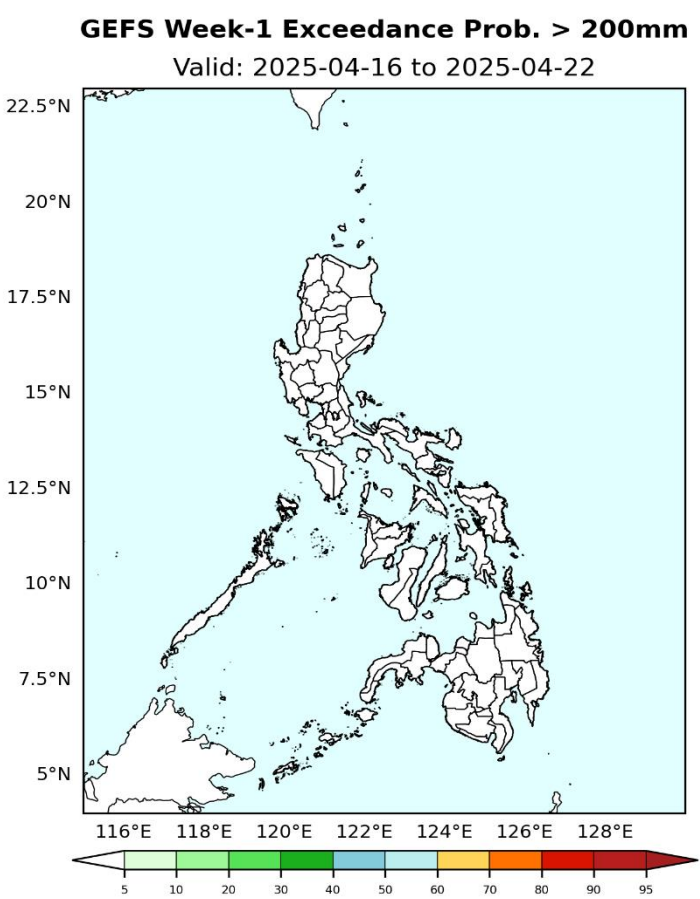 GEFS Week-1 Exceedance Prob. > 200mm
Valid: 2025-04-16 to 2025-04-22
22.5°N
20°N
17.5°N
15°N
12.5°N
10°N
7.5°N
5°N
116°E 118°E 120°E 122°E 124°E 126°E 128°E
5 10 20 30 40 50 60 70 80 90 95